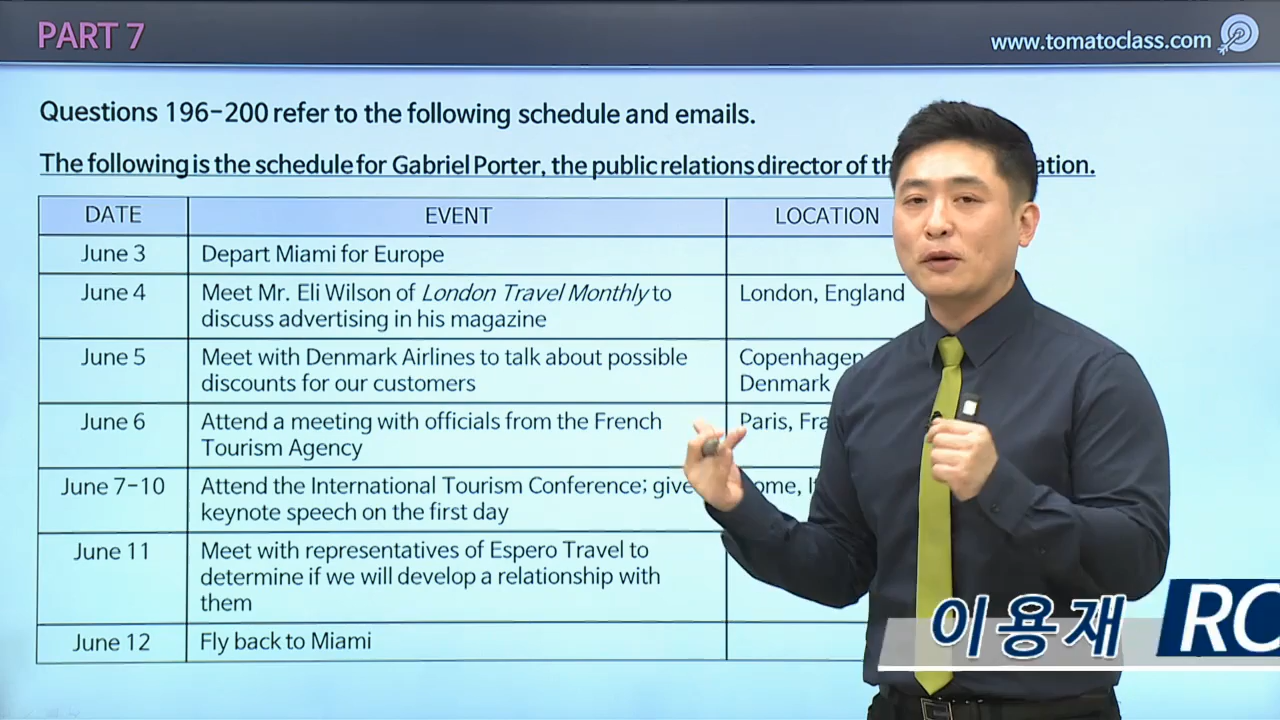 PART 7
www.tomatoclass.com
Questions 196-200 refer to the following schedule and emails.
The following is the schedule for Gabriel Porter, the public relations director of
DATE EVENT LOCATION
June 3 Depart Miami for Europe
June 4 Meet Mr. Eli Wilson of London Travel Monthly to London, England
discuss advertising in his magazine
June 5 Meet with Denmark Airlines to talk about possible Copenhagen
discounts for our customers Denmark
June 6 Attend a meeting with officials from the French Paris,
Tourism Agency
June 7-10 Attend the International Tourism Conference; give
keynote speech on the first day
June 11 Meet with representatives of Espero Travel to
determine if we will develop a relationship with
them
June 12 Fly back to Miami
이용재 RC